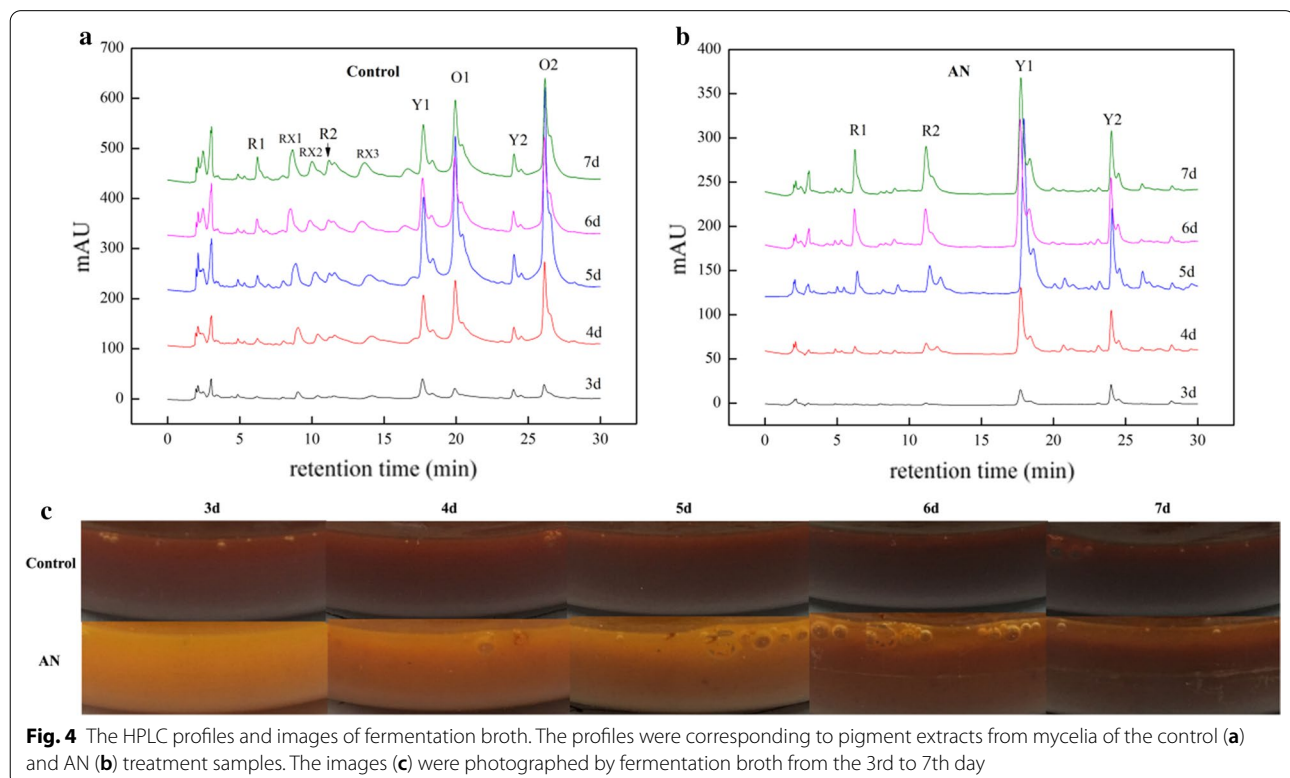 a
700
600
500
400
300
200
100
0
mAU
Control
R1
RX1
RX2
R2
RX3
Y1
O1
Y2
O2
7d
6d
5d
4d
3d
0 5 10 15 20 25 30
retention time (min)
b
400
350
300
250
200
150
100
50
0
mAU
AN
R1
R2
Y1
Y2
7d
6d
5d
4d
3d
0 5 10 15 20 25 30
retention time (min)
c
3d 4d 5d 6d 7d
Control
AN
Fig. 4 The HPLC profiles and images of fermentation broth. The profiles were corresponding to pigment extracts from mycelia of the control (a)
and AN (b) treatment samples. The images (c) were photographed by fermentation broth from the 3rd to 7th day